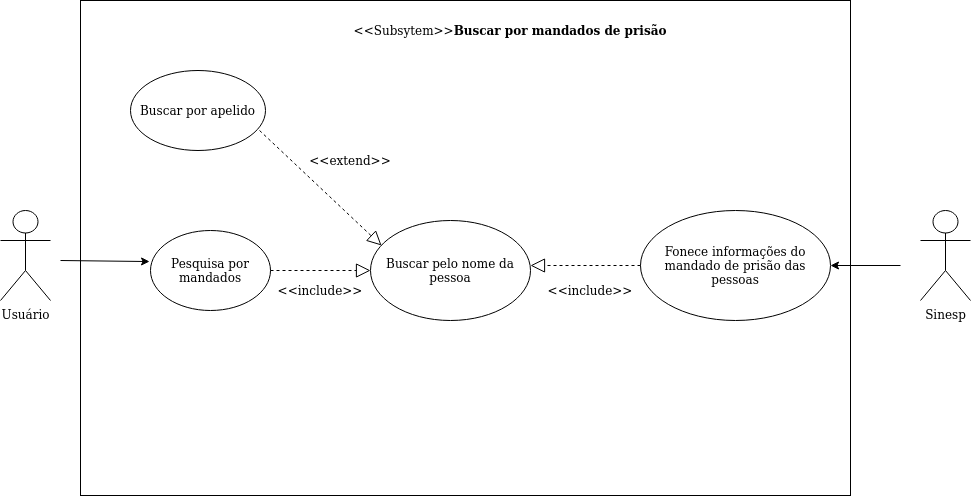 <<Subsytem>>Buscar por mandados de prisão
Buscar por apelido
<<extend>>
Pesquisa por
mandados
<<include>>
Buscar pelo nome da
pessoa
<<include>>
Fonece informações do
mandado de prisão das
pessoas
Usuário
Sinesp